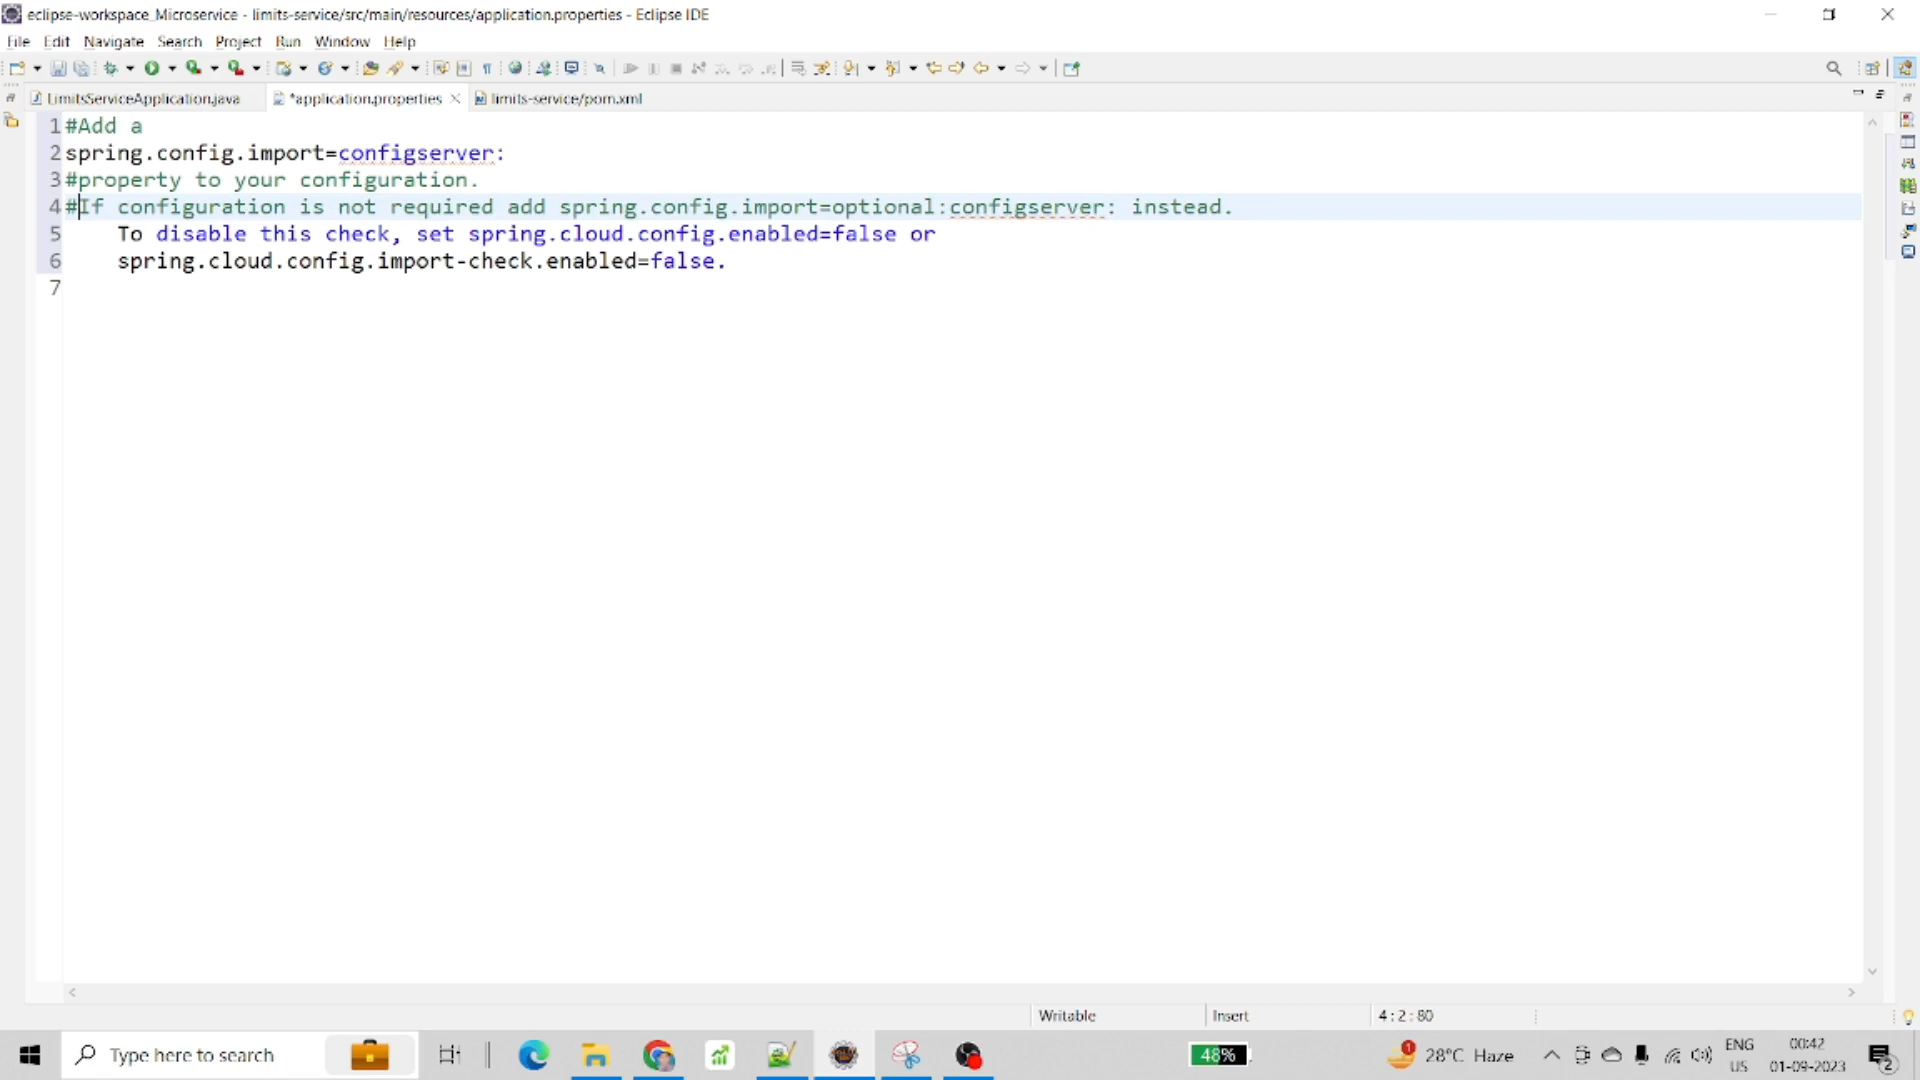 eclipse-workspace_Microservice - limits-service/src/main/resources/application.properties - Eclipse IDE
File Edit Navigate Search Project Run Window Help
LimitsServiceApplication.java *application.properties limits-service/pom.xml
1 #Add a
2 spring.config.import=configserver:
3 #property to your configuration.
4 #If configuration is not required add spring.config.import=optional:configserver: instead.
5 To disable this check, set spring.cloud.config.enabled=false or
6 spring.cloud.config.import-check.enabled=false.
7
Writable Insert 4 : 2 : 80
Type here to search 48% 1 28°C Haze ENG US 00:42 01-09-2023 2